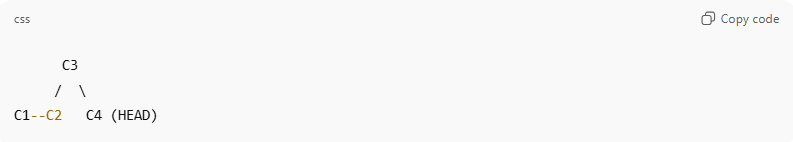 css
Copy code
C3
/ \
C1--C2 C4 (HEAD)